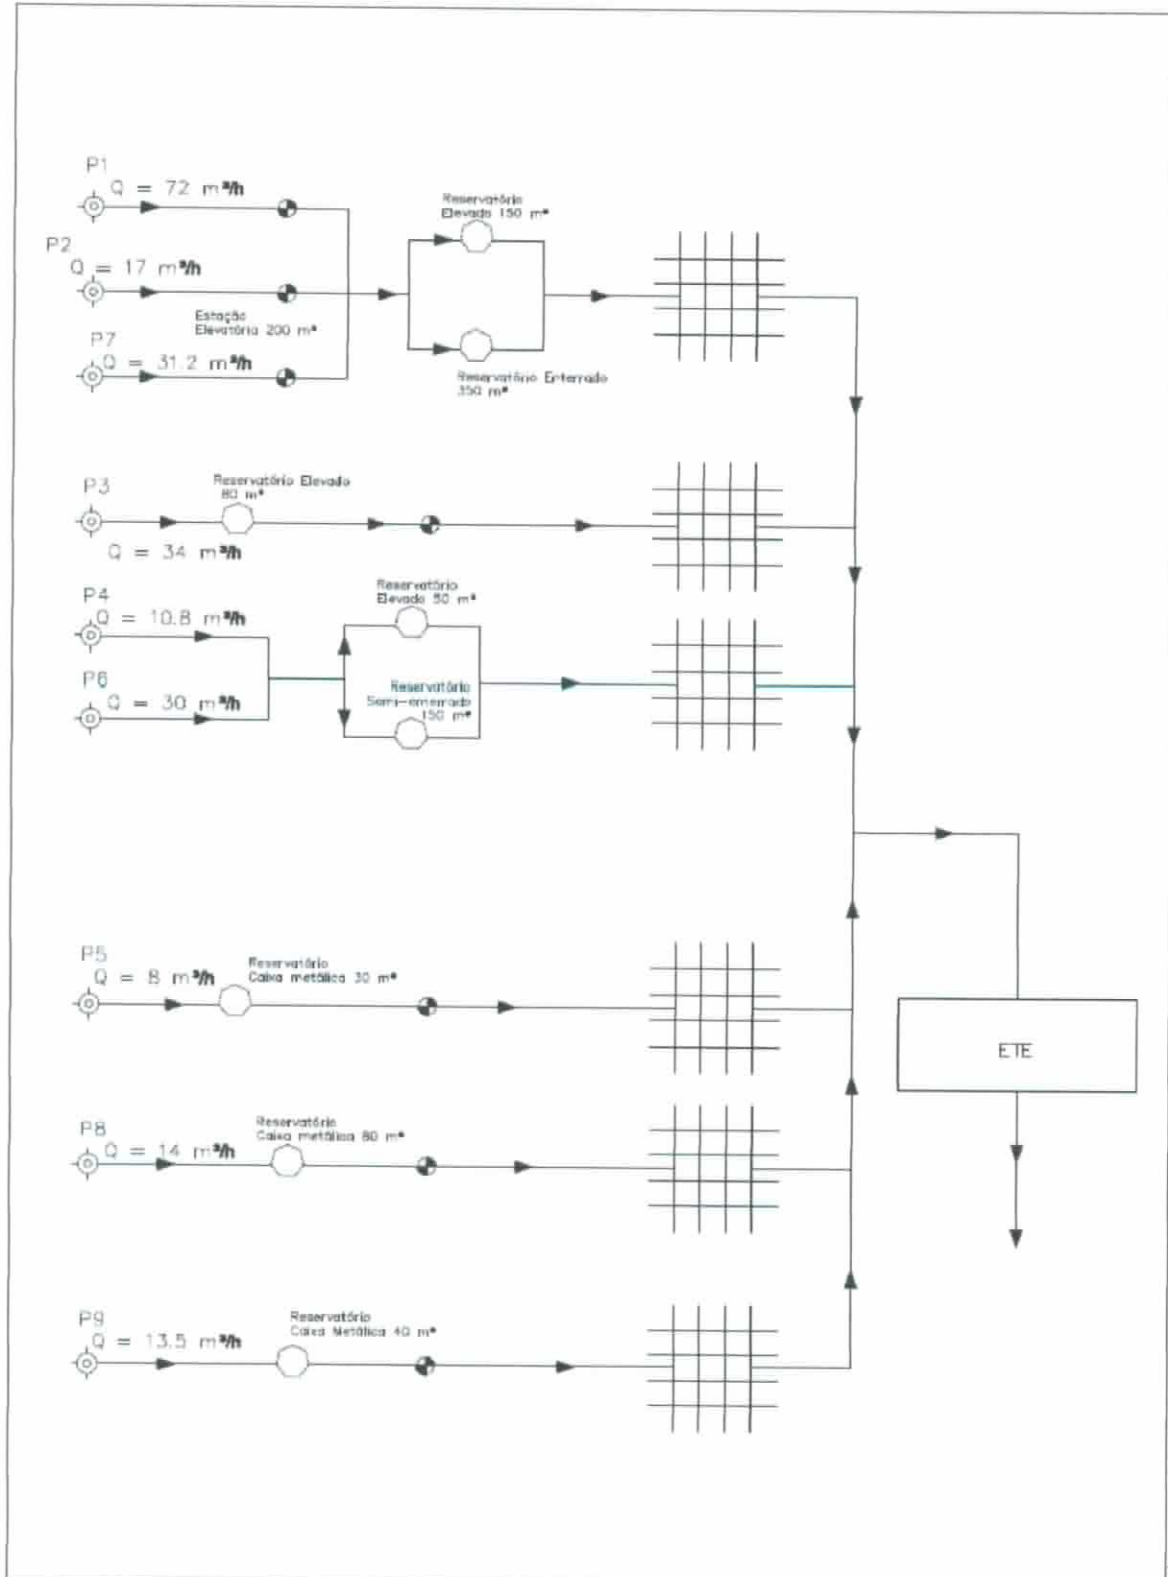 P1
Q = 72 m³/h
Reservatório
Elevado 150 m³
P2
Q = 17 m³/h
Estação
Elevatória 200 m³
P7
Q = 31.2 m³/h
Reservatório Enterrado
350 m³
P3
Reservatório Elevado
80 m³
Q = 34 m³/h
P4
Q = 10.8 m³/h
Reservatório
Elevado 50 m³
P6
Q = 30 m³/h
Reservatório
Semi-enterrado
150 m³
P5
Q = 8 m³/h
Reservatório
Caixa metálica 30 m³
ETE
P8
Q = 14 m³/h
Reservatório
Caixa metálica 80 m³
P9
Q = 13.5 m³/h
Reservatório
Caixa Metálica 40 m³